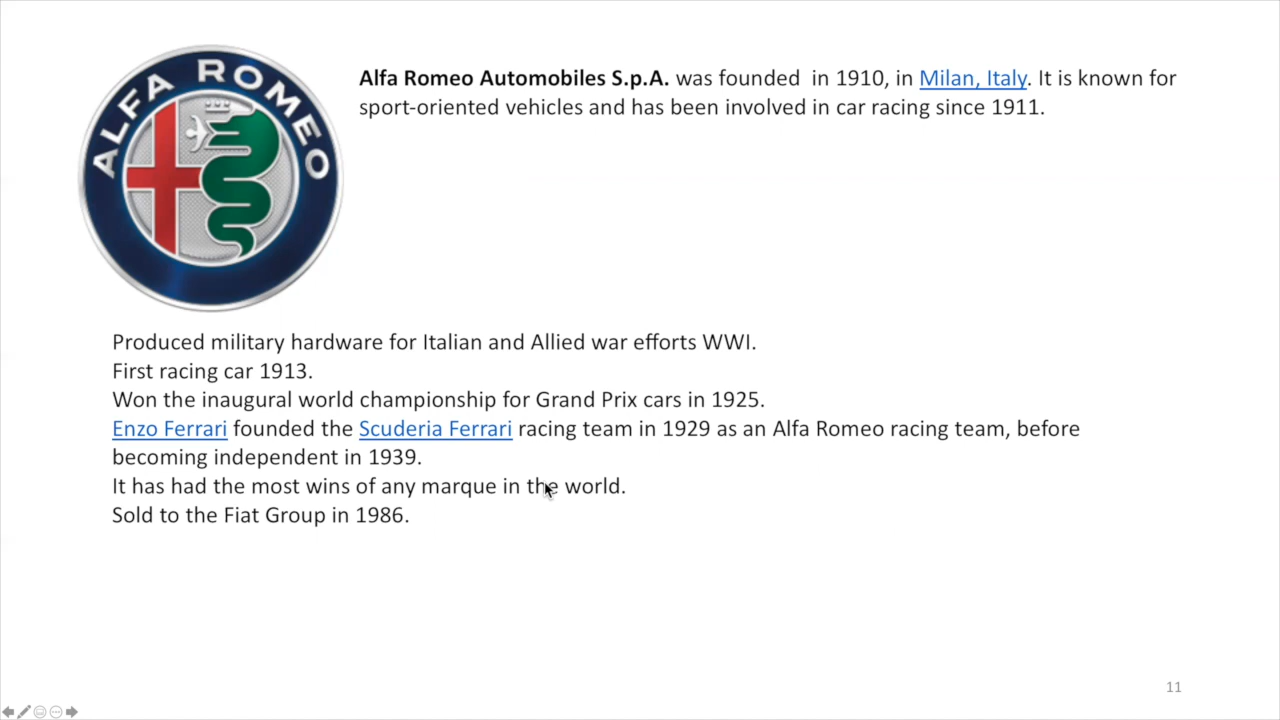 ALFA ROMEO
Alfa Romeo Automobiles S.p.A. was founded  in 1910, in Milan, Italy. It is known for
sport-oriented vehicles and has been involved in car racing since 1911.
Produced military hardware for Italian and Allied war efforts WWI.
First racing car 1913.
Won the inaugural world championship for Grand Prix cars in 1925.
Enzo Ferrari founded the Scuderia Ferrari racing team in 1929 as an Alfa Romeo racing team, before
becoming independent in 1939.
It has had the most wins of any marque in the world.
Sold to the Fiat Group in 1986.
11